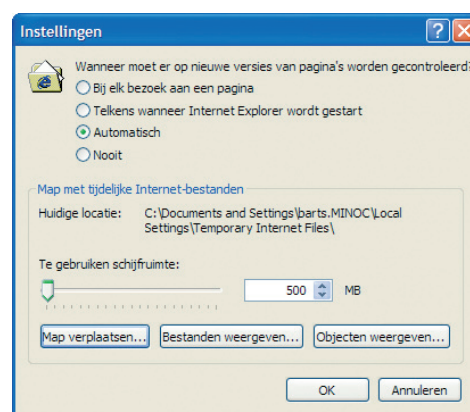 Instellingen
Wanneer moet er op nieuwe versies van pagina's worden gecontroleerd?
Bij elk bezoek aan een pagina
Telkens wanneer Internet Explorer wordt gestart
Automatisch
Nooit
Map met tijdelijke Internet-bestanden
Huidige locatie: C:\Documents and Settings\barts.MINOC\Local
Settings\Temporary Internet Files\
Te gebruiken schijfruimte:
500 MB
Map verplaatsen... Bestanden weergeven... Objecten weergeven...
OK Annuleren